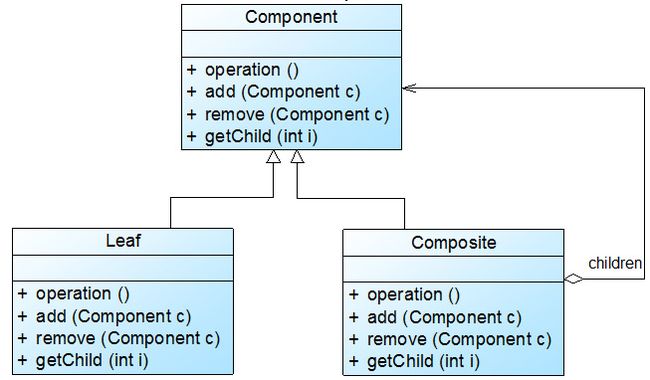 Component
+ operation ()
+ add (Component c)
+ remove (Component c)
+ getChild (int i)
Leaf
+ operation ()
+ add (Component c)
+ remove (Component c)
+ getChild (int i)
Composite
+ operation ()
+ add (Component c)
+ remove (Component c)
+ getChild (int i)
children